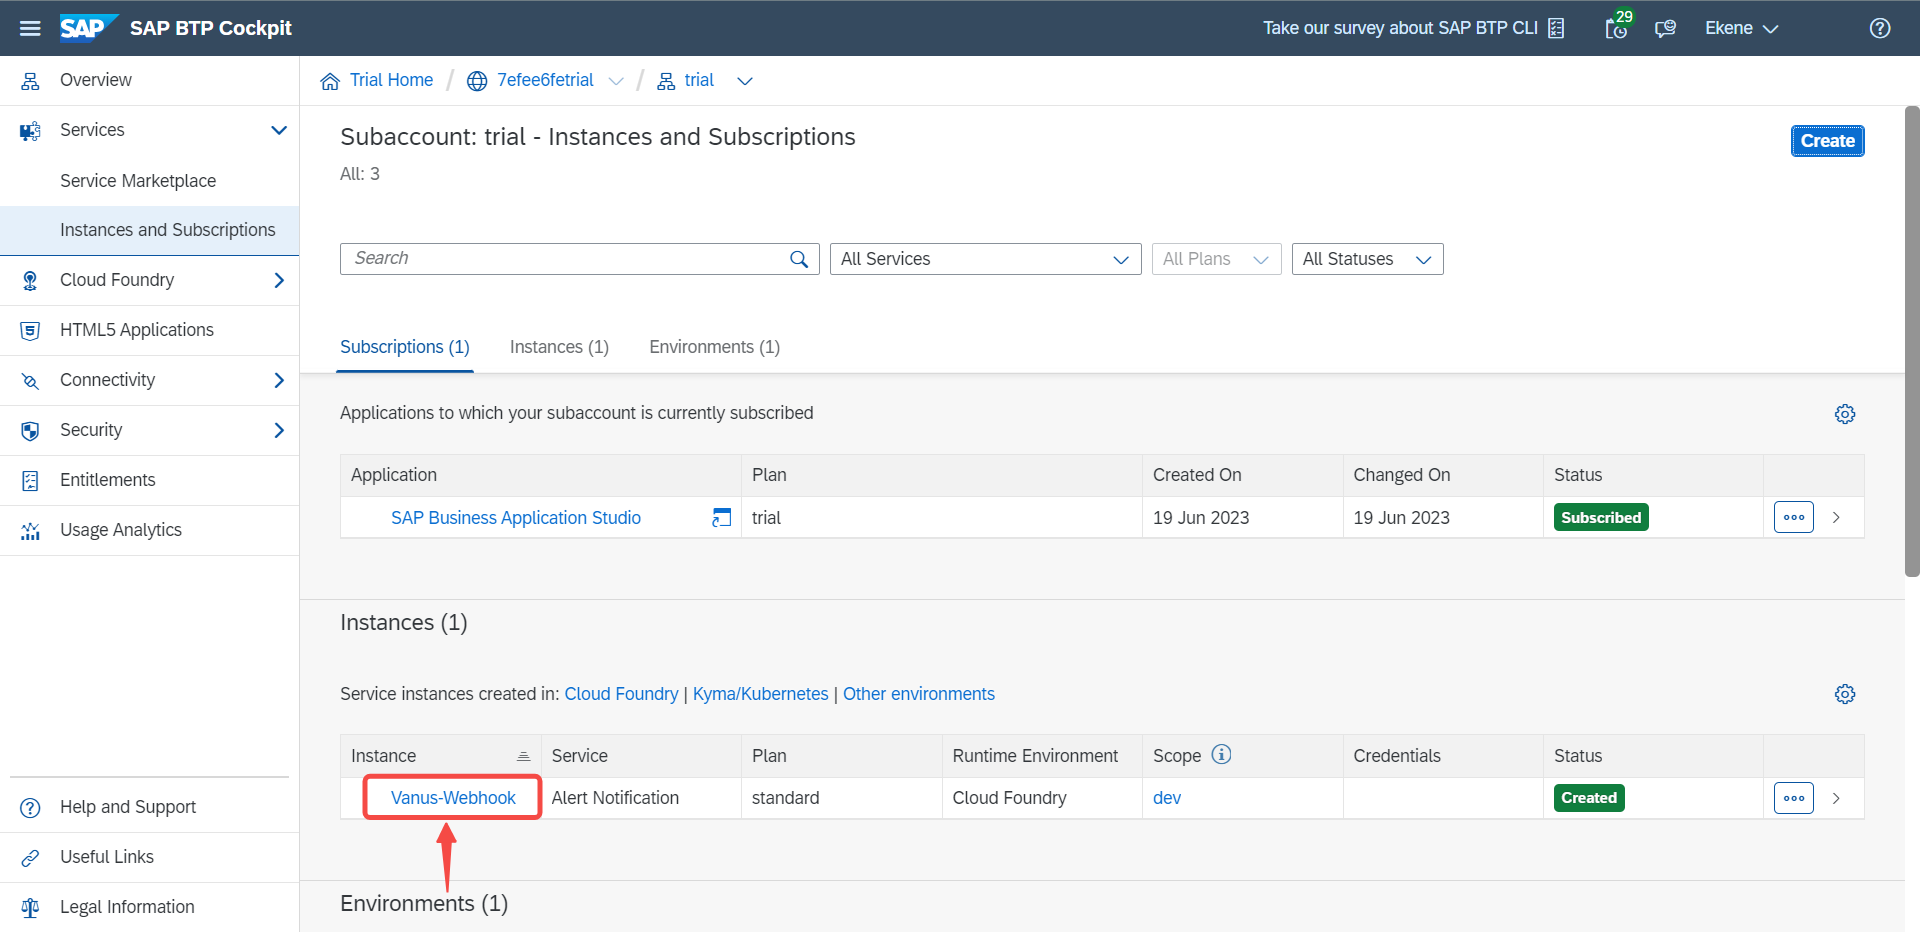 SAP SAP BTP Cockpit Take our survey about SAP BTP CLI 29 Ekene
Overview
Services
Service Marketplace
Instances and Subscriptions
Cloud Foundry
HTML5 Applications
Connectivity
Security
Entitlements
Usage Analytics
Help and Support
Useful Links
Legal Information
Trial Home / 7efee6fetrial / trial
Subaccount: trial - Instances and Subscriptions
Create
All: 3
Search All Services All Plans All Statuses
Subscriptions (1) Instances (1) Environments (1)
Applications to which your subaccount is currently subscribed
Application Plan Created On Changed On Status
SAP Business Application Studio trial 19 Jun 2023 19 Jun 2023 Subscribed
Instances (1)
Service instances created in: Cloud Foundry | Kyma/Kubernetes | Other environments
Instance Service Plan Runtime Environment Scope Credentials Status
Vanus-Webhook Alert Notification standard Cloud Foundry dev Created
Environments (1)